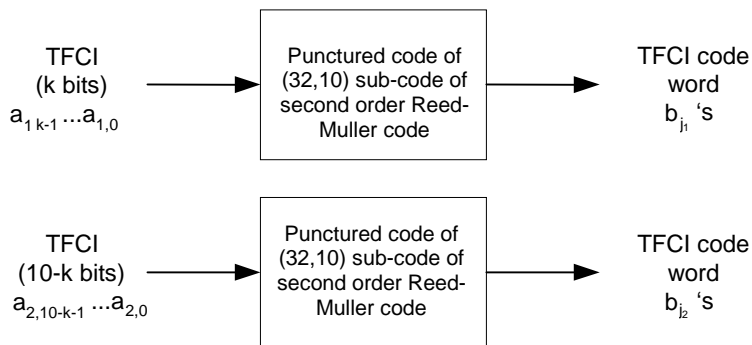 TFCI
(k bits)
a1 k-1 ...a1,0
Punctured code of
(32,10) sub-code of
second order Reed-
Muller code
TFCI code
word
bj1 's
TFCI
(10-k bits)
a2,10-k-1 ...a2,0
Punctured code of
(32,10) sub-code of
second order Reed-
Muller code
TFCI code
word
bj2 's